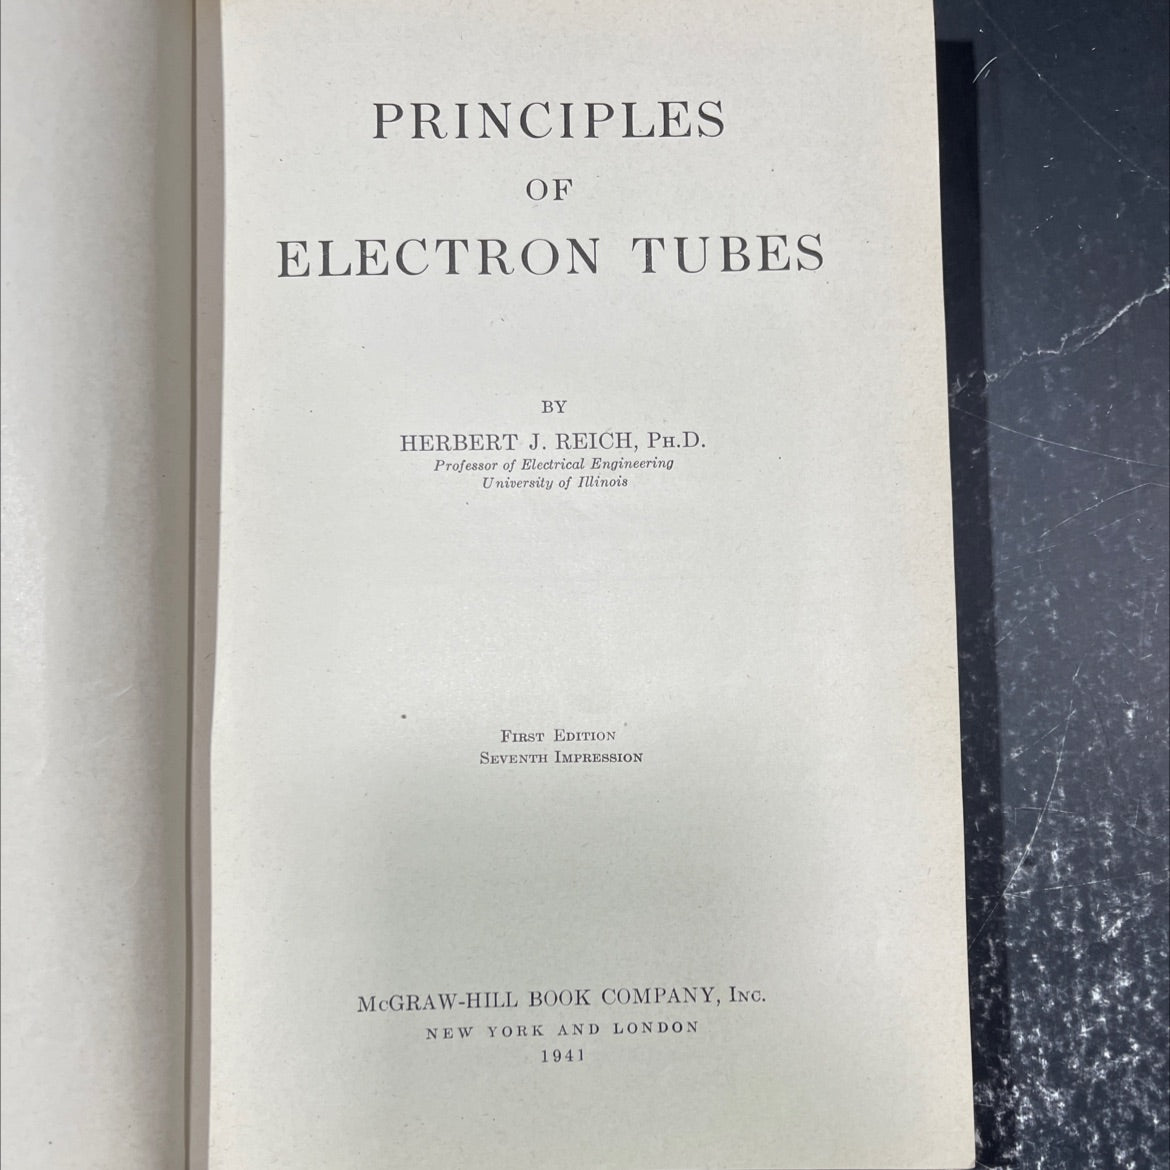 PRINCIPLES
OF
ELECTRON TUBES
BY
HERBERT J. REICH, PH.D.
Professor of Electrical Engineering
University of Illinois
FIRST EDITION
SEVENTH IMPRESSION
McGRAW-HILL BOOK COMPANY, INC.
NEW YORK AND LONDON
1941